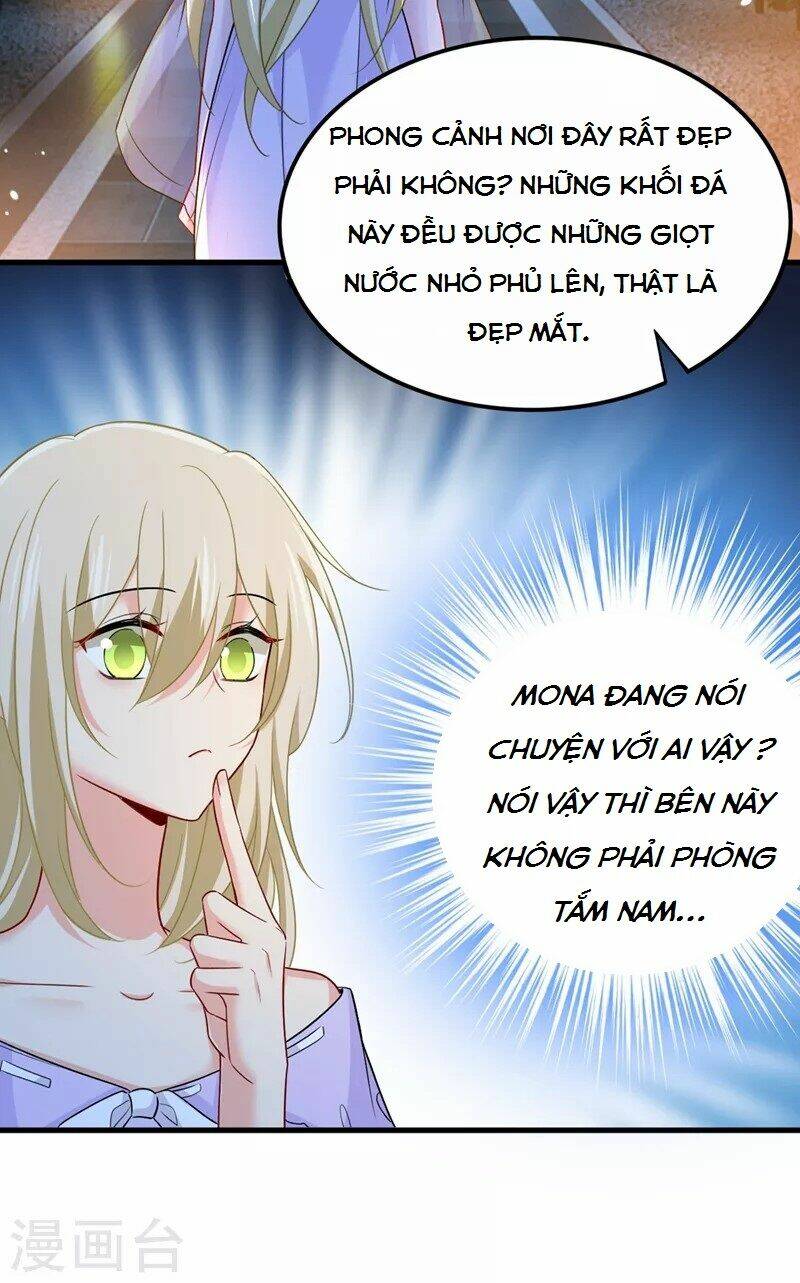 PHONG CẢNH NƠI ĐÂY RẤT ĐẸP
PHẢI KHÔNG? NHỮNG KHỐI ĐÁ
NÀY ĐỀU ĐƯỢC NHỮNG GIỌT
NƯỚC NHỎ PHỦ LÊN, THẬT LÃ
ĐẸP MẮT.
MONA ĐANG NÓI
CHUYỆN VỚI AI VẬY ?
NÓI VẬY THÌ BÊN NÀY
KHÔNG PHẢI PHÒNG
TẮM NAM...
漫画台